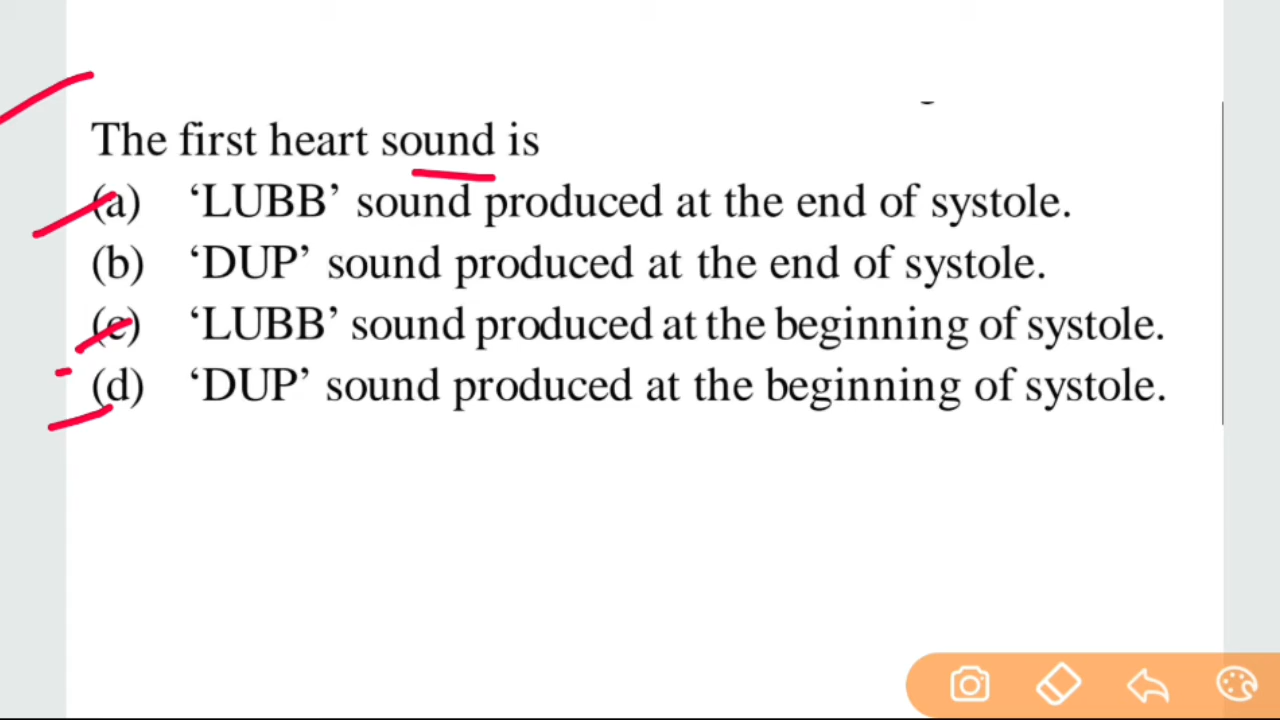 The first heart sound is
(a) ‘LUBB’ sound produced at the end of systole.
(b) ‘DUP’ sound produced at the end of systole.
(c) ‘LUBB’ sound produced at the beginning of systole.
(d) ‘DUP’ sound produced at the beginning of systole.